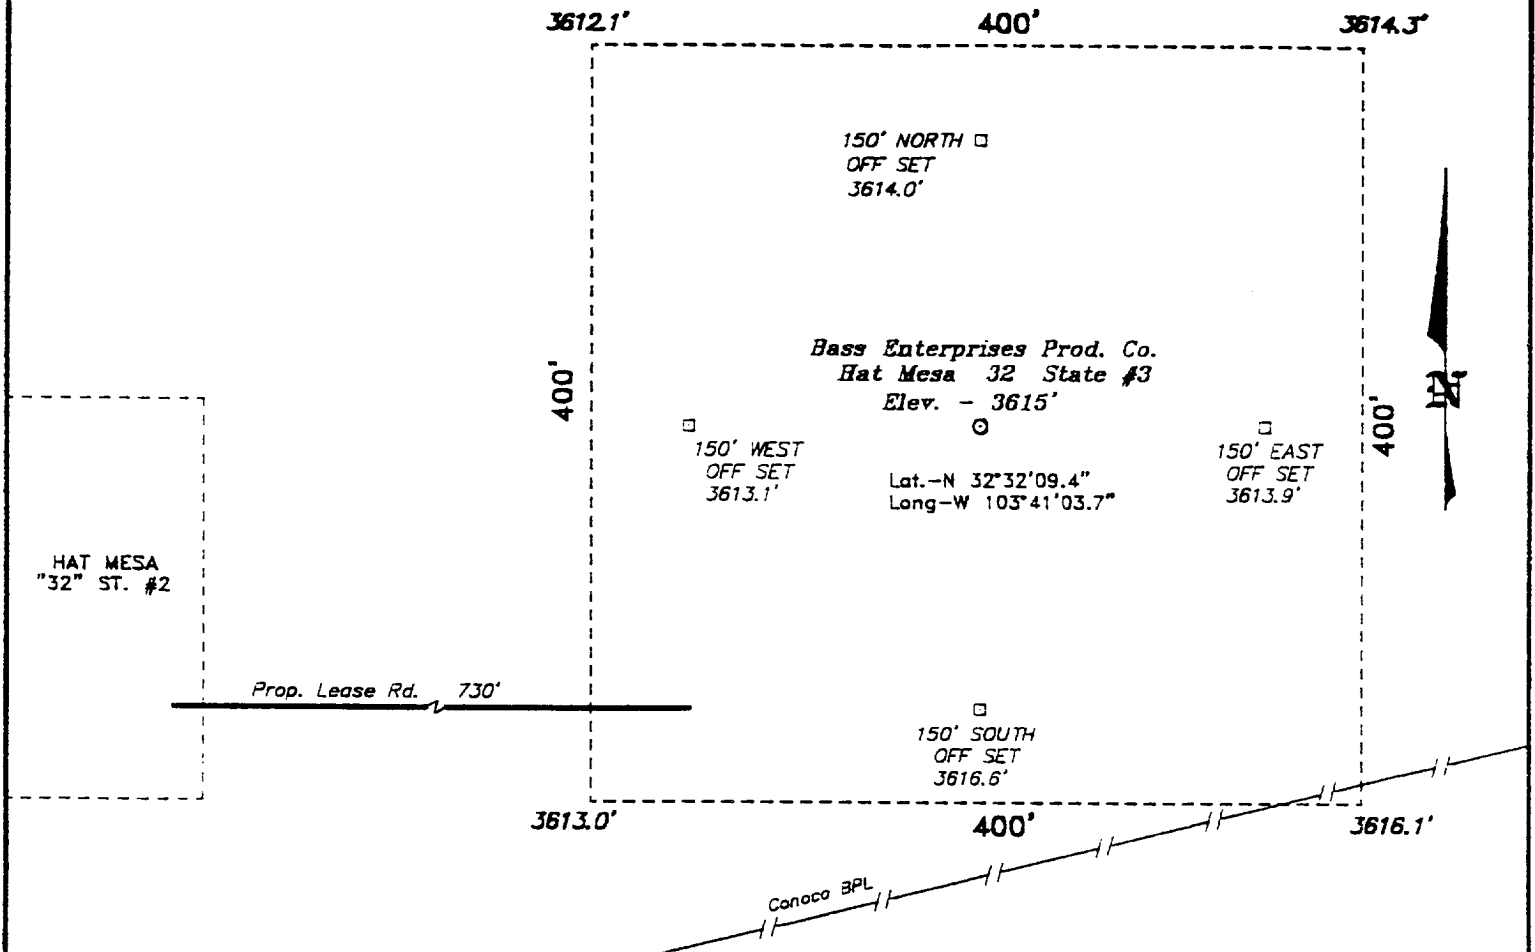 3612.1' 400' 3614.3'
150' NORTH
OFF SET
3614.0'
Bass Enterprises Prod. Co.
Hat Mesa 32 State #3
Elev. - 3615'
400'
400'
N
150' WEST
OFF SET
3613.1'
Lat.-N 32°32'09.4"
Long-W 103°41'03.7"
150' EAST
OFF SET
3613.9'
HAT MESA
"32" ST. #2
Prop. Lease Rd. 730'
150' SOUTH
OFF SET
3616.6'
3613.0' 400' 3616.1'
Conoco BPL